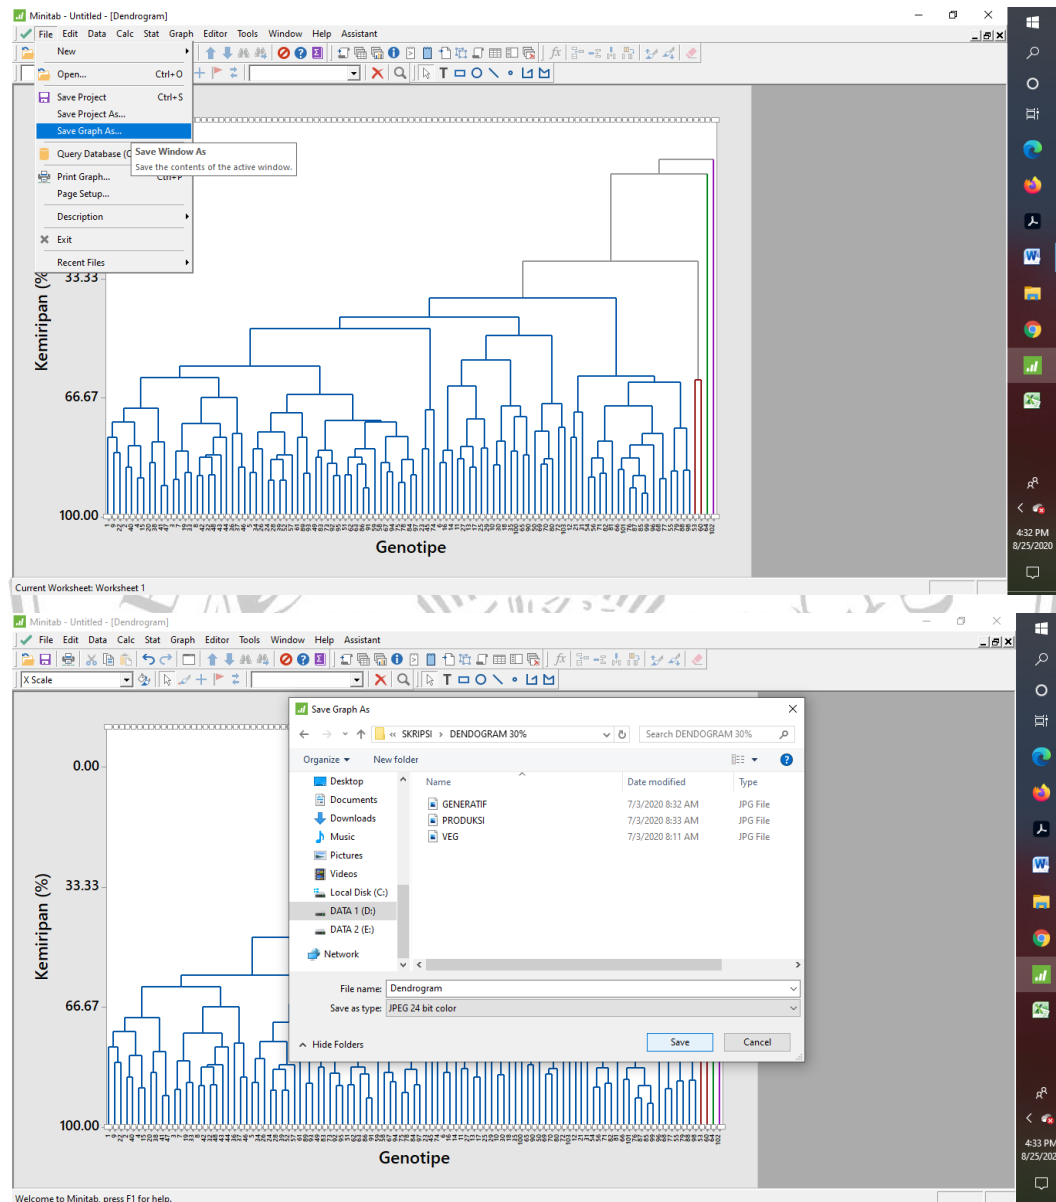 Minitab - Untitled - [Dendrogram]
File Edit Data Calc Stat Graph Editor Tools Window Help Assistant
New
Open... Ctrl+O
Save Project Ctrl+S
Save Project As...
Save Graph As...
Query Database (O
Save Window As
Save the contents of the active window.
Print Graph... Ctrl+P
Page Setup...
Description
Exit
Recent Files
33.33
Kemiripan (%)
66.67
100.00
Genotipe
4:32 PM
8/25/2020
Current Worksheet: Worksheet 1
Minitab - Untitled - [Dendrogram]
File Edit Data Calc Stat Graph Editor Tools Window Help Assistant
X Scale
Save Graph As
« SKRIPSI › DENDOGRAM 30%
Search DENDOGRAM 30%
Organize New folder
Desktop
Documents
Downloads
Music
Pictures
Videos
Local Disk (C:)
DATA 1 (D:)
DATA 2 (E:)
Network
Name Date modified Type
GENERATIF 7/3/2020 8:32 AM JPG File
PRODUKSI 7/3/2020 8:33 AM JPG File
VEG 7/3/2020 8:11 AM JPG File
File name: Dendrogram
Save as type: JPEG 24 bit color
Hide Folders
Save Cancel
0.00
33.33
Kemiripan (%)
66.67
100.00
Genotipe
4:33 PM
8/25/202
Welcome to Minitab, press F1 for help.